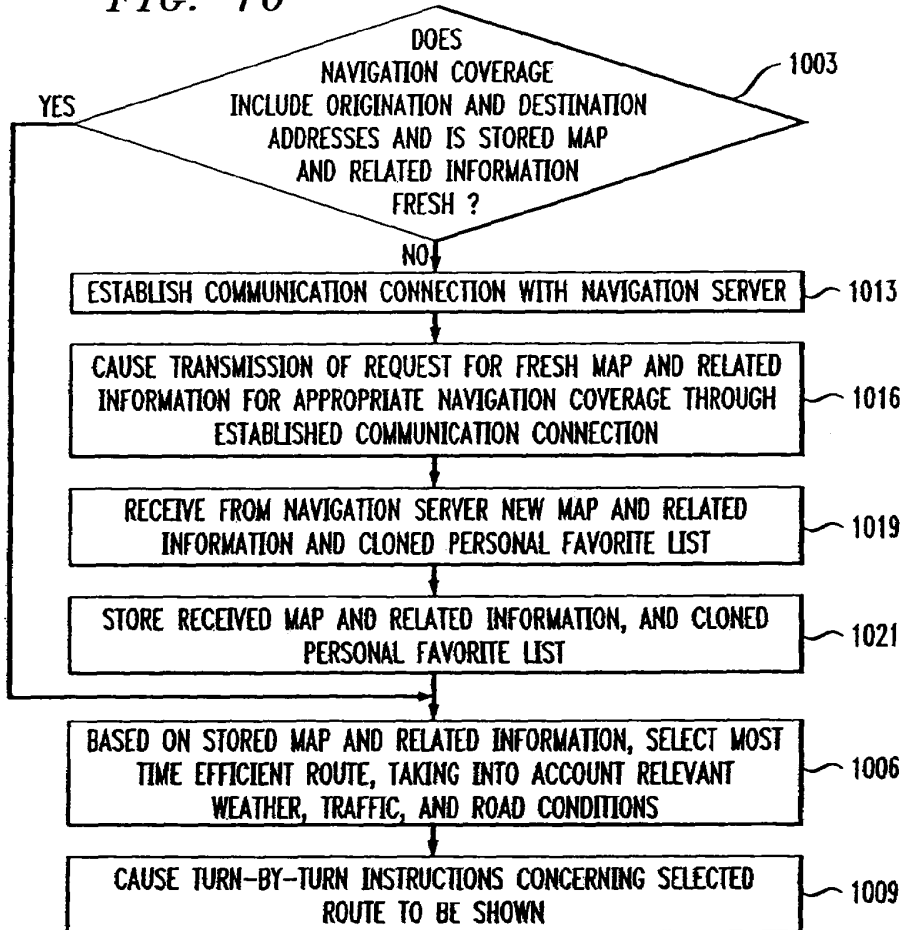 FIG. 10
DOES
NAVIGATION COVERAGE
INCLUDE ORIGINATION AND DESTINATION
ADDRESSES AND IS STORED MAP
AND RELATED INFORMATION
FRESH ?
1003
YES
NO
ESTABLISH COMMUNICATION CONNECTION WITH NAVIGATION SERVER
1013
CAUSE TRANSMISSION OF REQUEST FOR FRESH MAP AND RELATED
INFORMATION FOR APPROPRIATE NAVIGATION COVERAGE THROUGH
ESTABLISHED COMMUNICATION CONNECTION
1016
RECEIVE FROM NAVIGATION SERVER NEW MAP AND RELATED
INFORMATION AND CLONED PERSONAL FAVORITE LIST
1019
STORE RECEIVED MAP AND RELATED INFORMATION, AND CLONED
PERSONAL FAVORITE LIST
1021
BASED ON STORED MAP AND RELATED INFORMATION, SELECT MOST
TIME EFFICIENT ROUTE, TAKING INTO ACCOUNT RELEVANT
WEATHER, TRAFFIC, AND ROAD CONDITIONS
1006
CAUSE TURN-BY-TURN INSTRUCTIONS CONCERNING SELECTED
ROUTE TO BE SHOWN
1009